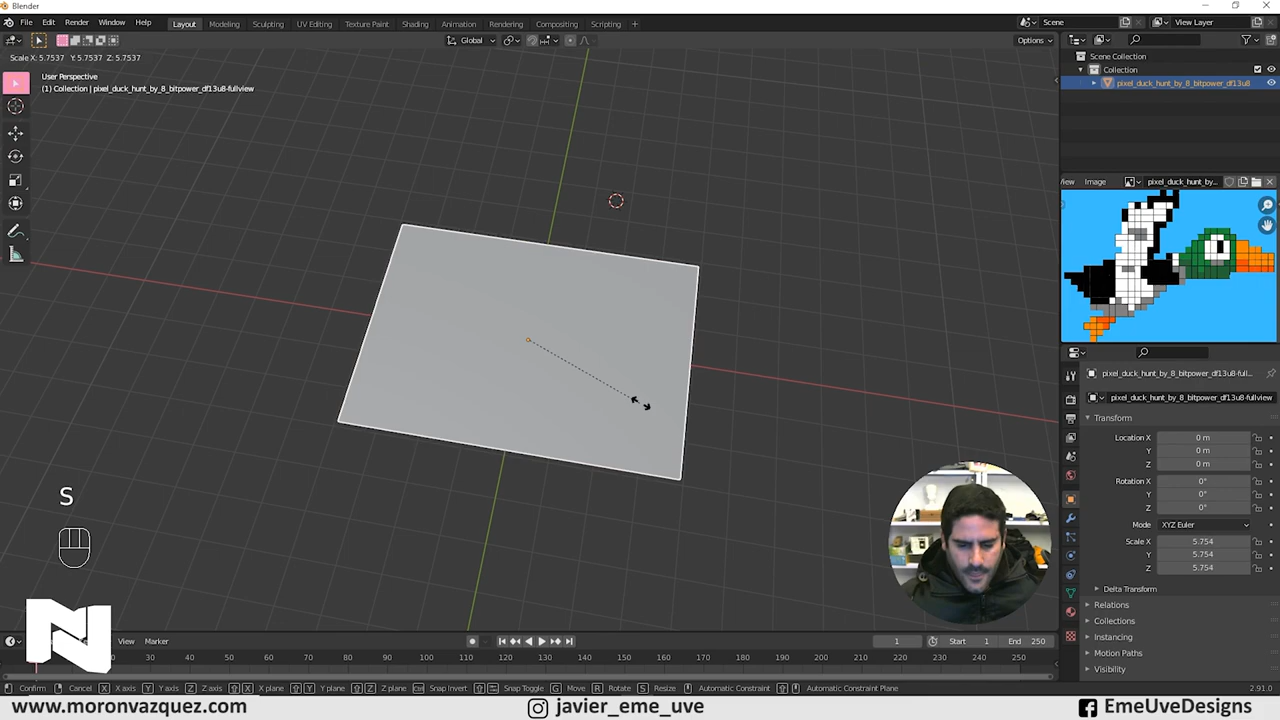 Blender
File Edit Render Window Help
Layout Modeling Sculpting UV Editing Texture Paint Shading Animation Rendering Compositing Scripting +
Scene View Layer
Global Options
Scale X: 5.7537 Y: 5.7537 Z: 5.7537
User Perspective
(1) Collection | pixel_duck_hunt_by_8_bitpower_df13u8-fullview
Scene Collection
Collection
pixel_duck_hunt_by_8_bitpower_df13u8
View Image pixel_duck_hunt_by...
pixel_duck_hunt_by_8_bitpower_df13u8-full...
pixel_duck_hunt_by_8_bitpower_df13u8-fullview
Transform
Location X 0 m
Y 0 m
Z 0 m
Rotation X 0°
Y 0°
Z 0°
Mode XYZ Euler
Scale X 5.754
Y 5.754
Z 5.754
Delta Transform
Relations
Collections
Instancing
Motion Paths
Visibility
S
N
View Marker
1 Start 1 End 250
20 30 40 50 60 70 80 90 100 110 120 130 140 150 160 170 180 190 200 210 220 230 240 250
Confirm Cancel X X axis Y Y axis Z Z axis X X plane Y Y plane Z Z plane Ctrl Snap Invert Snap Toggle G Move R Rotate S Resize Automatic Constraint Automatic Constraint Plane 2.91.0
www.moronvazquez.com javier_eme_uve EmeUveDesigns